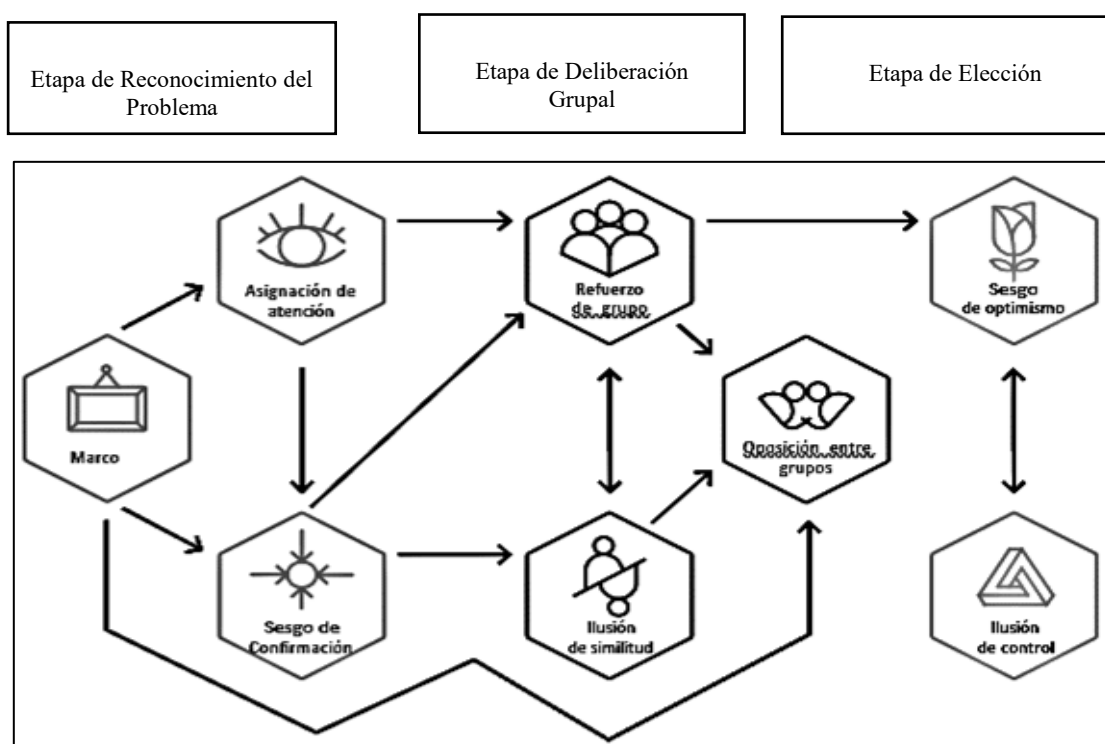 Etapa de Reconocimiento del
Problema
Etapa de Deliberación
Grupal
Etapa de Elección
Asignación de
atención
Refuerzo
de grupo
Sesgo
de optimismo
Marco
Oposición entre
grupos
Sesgo de
Confirmación
Ilusión
de similitud
Ilusión
de control